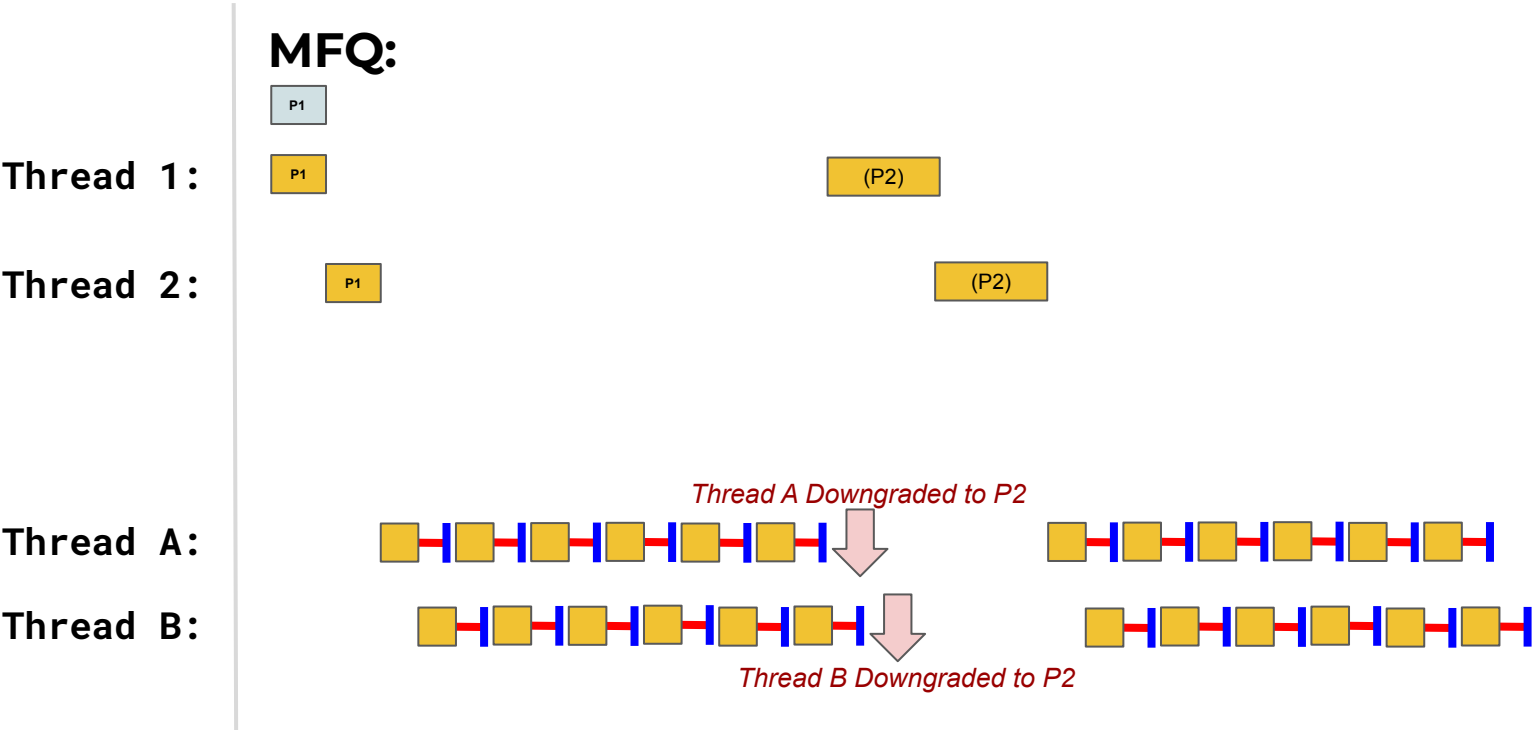 MFQ:
P1
Thread 1:
P1
(P2)
Thread 2:
P1
(P2)
Thread A Downgraded to P2
Thread A:
Thread B:
Thread B Downgraded to P2